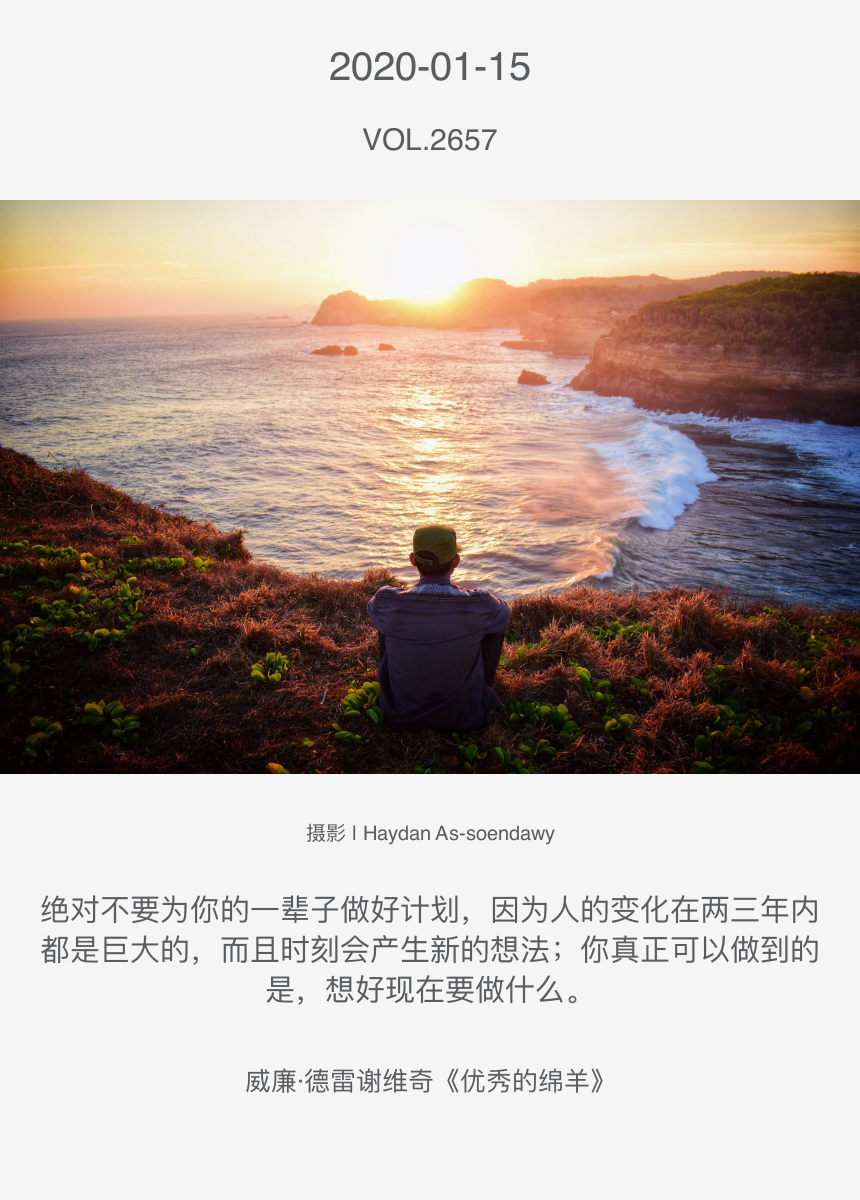 2020-01-15
VOL.2657
摄影 | Haydan As-soendawy
绝对不要为你的一辈子做好计划，因为人的变化在两三年内
都是巨大的，而且时刻会产生新的想法；你真正可以做到的
是，想好现在要做什么。
威廉·德雷谢维奇《优秀的绵羊》